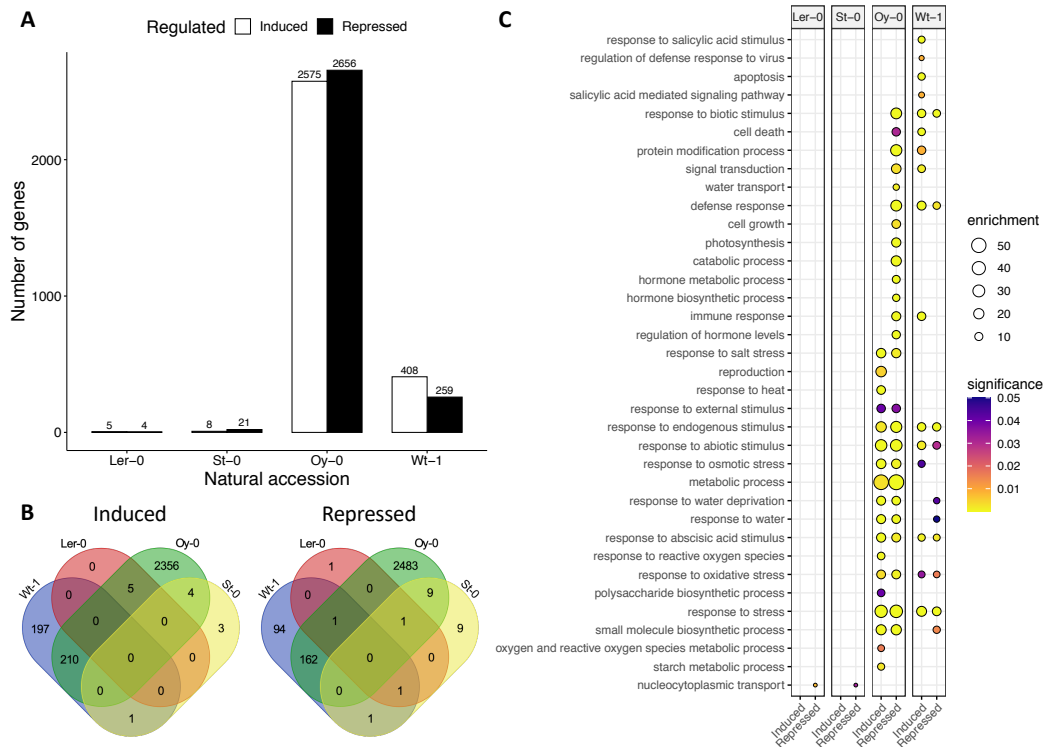 A
Regulated Induced Repressed
Number of genes
2000
1000
0
5 4 8 21 2575 2656 408 259
Ler−0 St−0 Oy−0 Wt−1
Natural accession
B
Induced
Wt-1 Ler-0 Oy-0 St-0
0 2356
0 5 4
197 0 0 3
210 0 0
0 0
1
Repressed
Wt-1 Ler-0 Oy-0 St-0
1 2483
0 0 9
94 1 1 9
162 0 0
0 1
1
C
Ler−0 St−0 Oy−0 Wt−1
response to salicylic acid stimulus
regulation of defense response to virus
apoptosis
salicylic acid mediated signaling pathway
response to biotic stimulus
cell death
protein modification process
signal transduction
water transport
defense response
cell growth
photosynthesis
catabolic process
hormone metabolic process
hormone biosynthetic process
immune response
regulation of hormone levels
response to salt stress
reproduction
response to heat
response to external stimulus
response to endogenous stimulus
response to abiotic stimulus
response to osmotic stress
metabolic process
response to water deprivation
response to water
response to abscisic acid stimulus
response to reactive oxygen species
response to oxidative stress
polysaccharide biosynthetic process
response to stress
small molecule biosynthetic process
oxygen and reactive oxygen species metabolic process
starch metabolic process
nucleocytoplasmic transport
Induced Repressed Induced Repressed Induced Repressed Induced Repressed
enrichment
50
40
30
20
10
significance
0.05
0.04
0.03
0.02
0.01